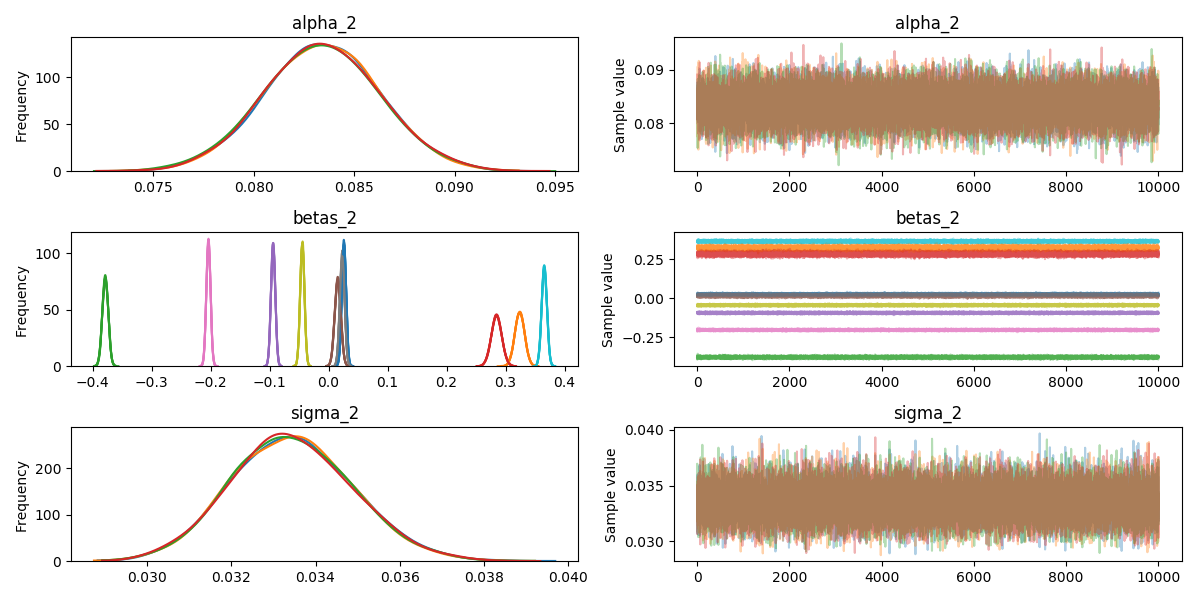 alpha_2
Frequency
100
50
0
0.075 0.080 0.085 0.090 0.095
alpha_2
Sample value
0.09
0.08
0 2000 4000 6000 8000 10000
betas_2
Frequency
100
50
0
−0.4 −0.3 −0.2 −0.1 0.0 0.1 0.2 0.3 0.4
betas_2
Sample value
0.25
0.00
−0.25
0 2000 4000 6000 8000 10000
sigma_2
Frequency
200
100
0
0.030 0.032 0.034 0.036 0.038 0.040
sigma_2
Sample value
0.040
0.035
0.030
0 2000 4000 6000 8000 10000